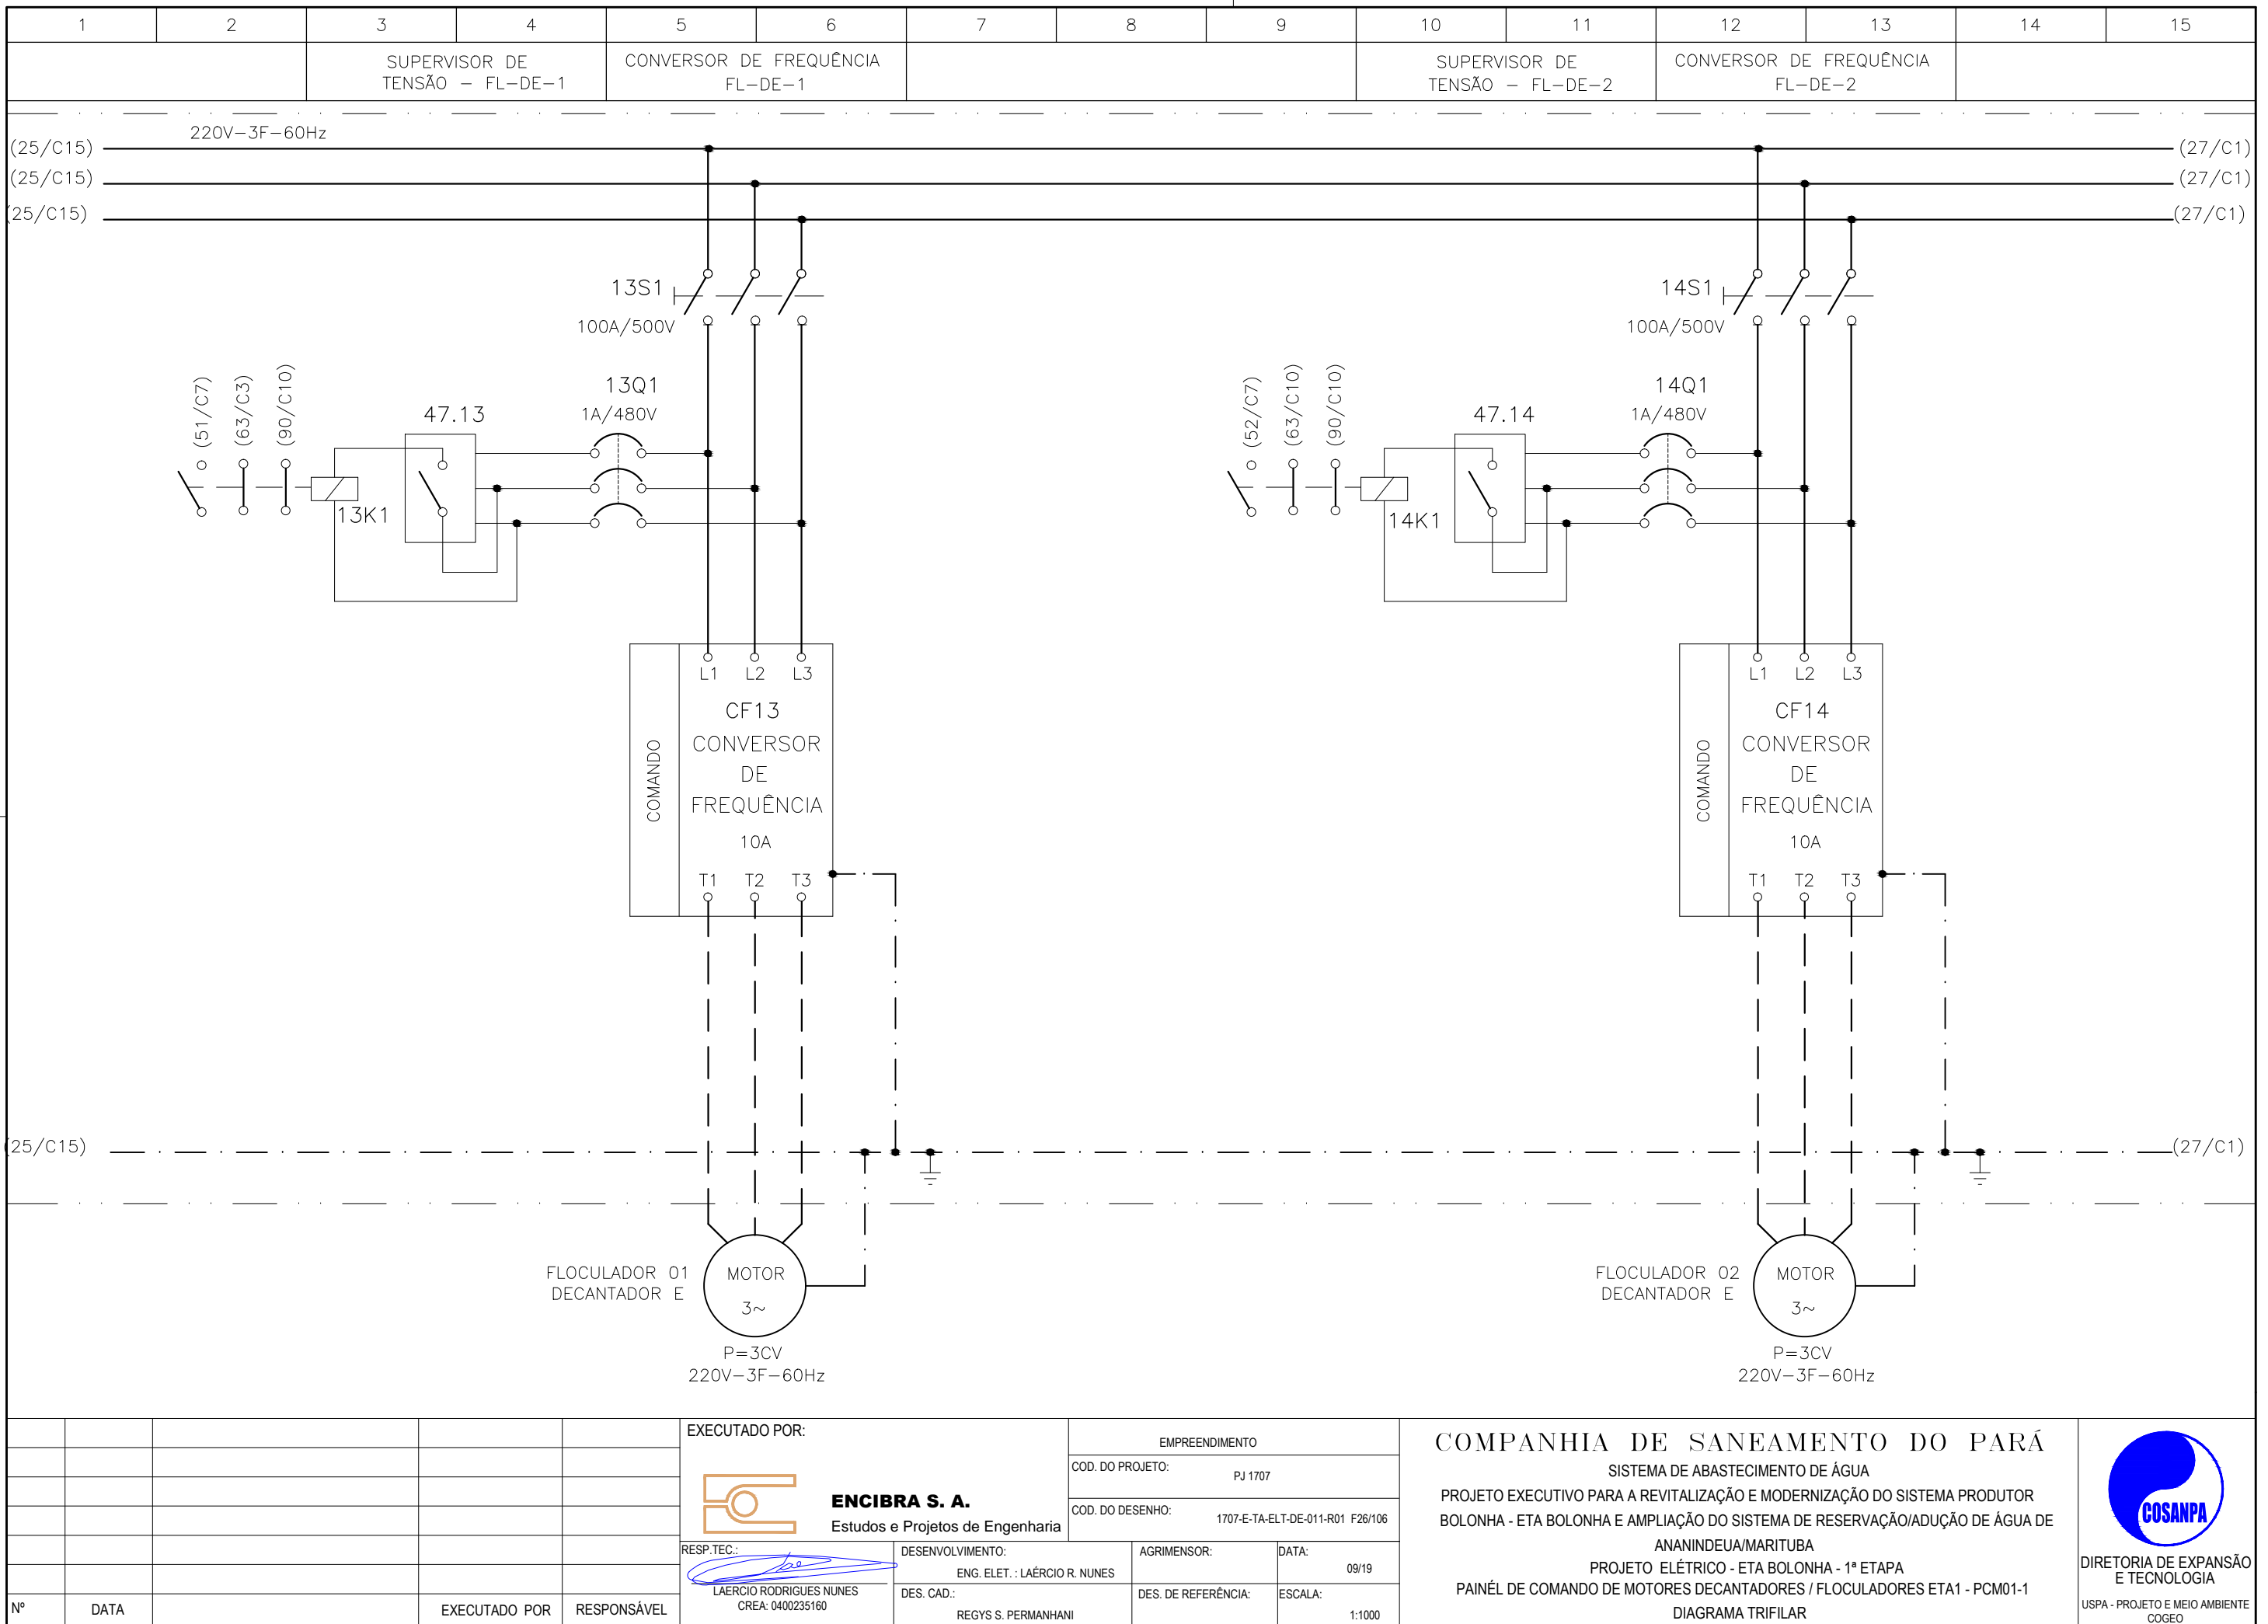 1 2 3 4 5 6 7 8 9 10 11 12 13 14 15
SUPERVISOR DE
TENSÃO – FL–DE–1
CONVERSOR DE FREQUÊNCIA
FL–DE–1
SUPERVISOR DE
TENSÃO – FL–DE–2
CONVERSOR DE FREQUÊNCIA
FL–DE–2
220V–3F–60Hz
(25/C15)
(27/C1)
(25/C15)
(27/C1)
(25/C15)
(27/C1)
13S1
100A/500V
14S1
100A/500V
(51/C7)
(63/C3)
(90/C10)
47.13
13Q1
1A/480V
13K1
(52/C7)
(63/C10)
(90/C10)
47.14
14Q1
1A/480V
14K1
COMANDO
L1 L2 L3
CF13
CONVERSOR
DE
FREQUÊNCIA
10A
T1 T2 T3
COMANDO
L1 L2 L3
CF14
CONVERSOR
DE
FREQUÊNCIA
10A
T1 T2 T3
(25/C15)
(27/C1)
FLOCULADOR 01
DECANTADOR E
MOTOR
3~
P=3CV
220V–3F–60Hz
FLOCULADOR 02
DECANTADOR E
MOTOR
3~
P=3CV
220V–3F–60Hz
Nº DATA EXECUTADO POR RESPONSÁVEL
EXECUTADO POR:
ENCIBRA S. A.
Estudos e Projetos de Engenharia
EMPREENDIMENTO
COD. DO PROJETO:
PJ 1707
COD. DO DESENHO:
1707-E-TA-ELT-DE-011-R01 F26/106
RESP.TEC.:
LAERCIO RODRIGUES NUNES
CREA: 0400235160
DESENVOLVIMENTO:
ENG. ELET. : LAÉRCIO R. NUNES
AGRIMENSOR:
DATA:
09/19
DES. CAD.:
REGYS S. PERMANHANI
DES. DE REFERÊNCIA:
ESCALA:
1:1000
COMPANHIA DE SANEAMENTO DO PARÁ
SISTEMA DE ABASTECIMENTO DE ÁGUA
PROJETO EXECUTIVO PARA A REVITALIZAÇÃO E MODERNIZAÇÃO DO SISTEMA PRODUTOR
BOLONHA - ETA BOLONHA E AMPLIAÇÃO DO SISTEMA DE RESERVAÇÃO/ADUÇÃO DE ÁGUA DE
ANANINDEUA/MARITUBA
PROJETO ELÉTRICO - ETA BOLONHA - 1ª ETAPA
PAINÉL DE COMANDO DE MOTORES DECANTADORES / FLOCULADORES ETA1 - PCM01-1
DIAGRAMA TRIFILAR
COSANPA
DIRETORIA DE EXPANSÃO
E TECNOLOGIA
USPA - PROJETO E MEIO AMBIENTE
COGEO